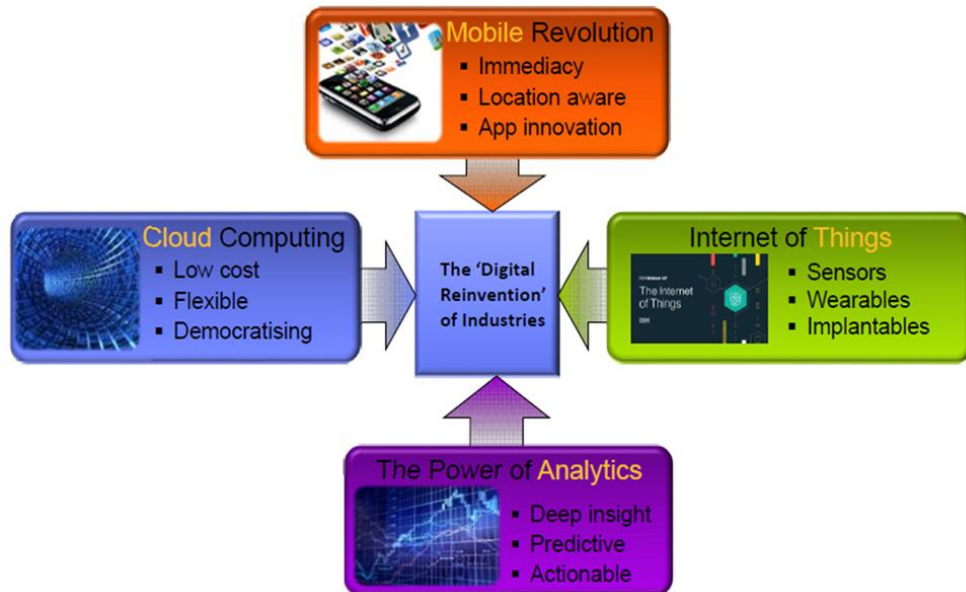 Mobile Revolution
▪ Immediacy
▪ Location aware
▪ App innovation
Cloud Computing
▪ Low cost
▪ Flexible
▪ Democratising
The ‘Digital
Reinvention’
of Industries
Internet of Things
The Internet
of Things
▪ Sensors
▪ Wearables
▪ Implantables
The Power of Analytics
▪ Deep insight
▪ Predictive
▪ Actionable